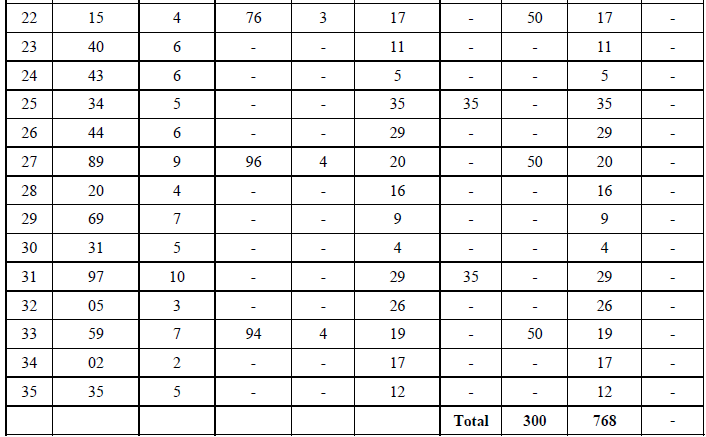 22 15 4 76 3 17 - 50 17 -
23 40 6 - - 11 - - 11 -
24 43 6 - - 5 - - 5 -
25 34 5 - - 35 35 - 35 -
26 44 6 - - 29 - - 29 -
27 89 9 96 4 20 - 50 20 -
28 20 4 - - 16 - - 16 -
29 69 7 - - 9 - - 9 -
30 31 5 - - 4 - - 4 -
31 97 10 - - 29 35 - 29 -
32 05 3 - - 26 - - 26 -
33 59 7 94 4 19 - 50 19 -
34 02 2 - - 17 - - 17 -
35 35 5 - - 12 - - 12 -
Total 300 768 -